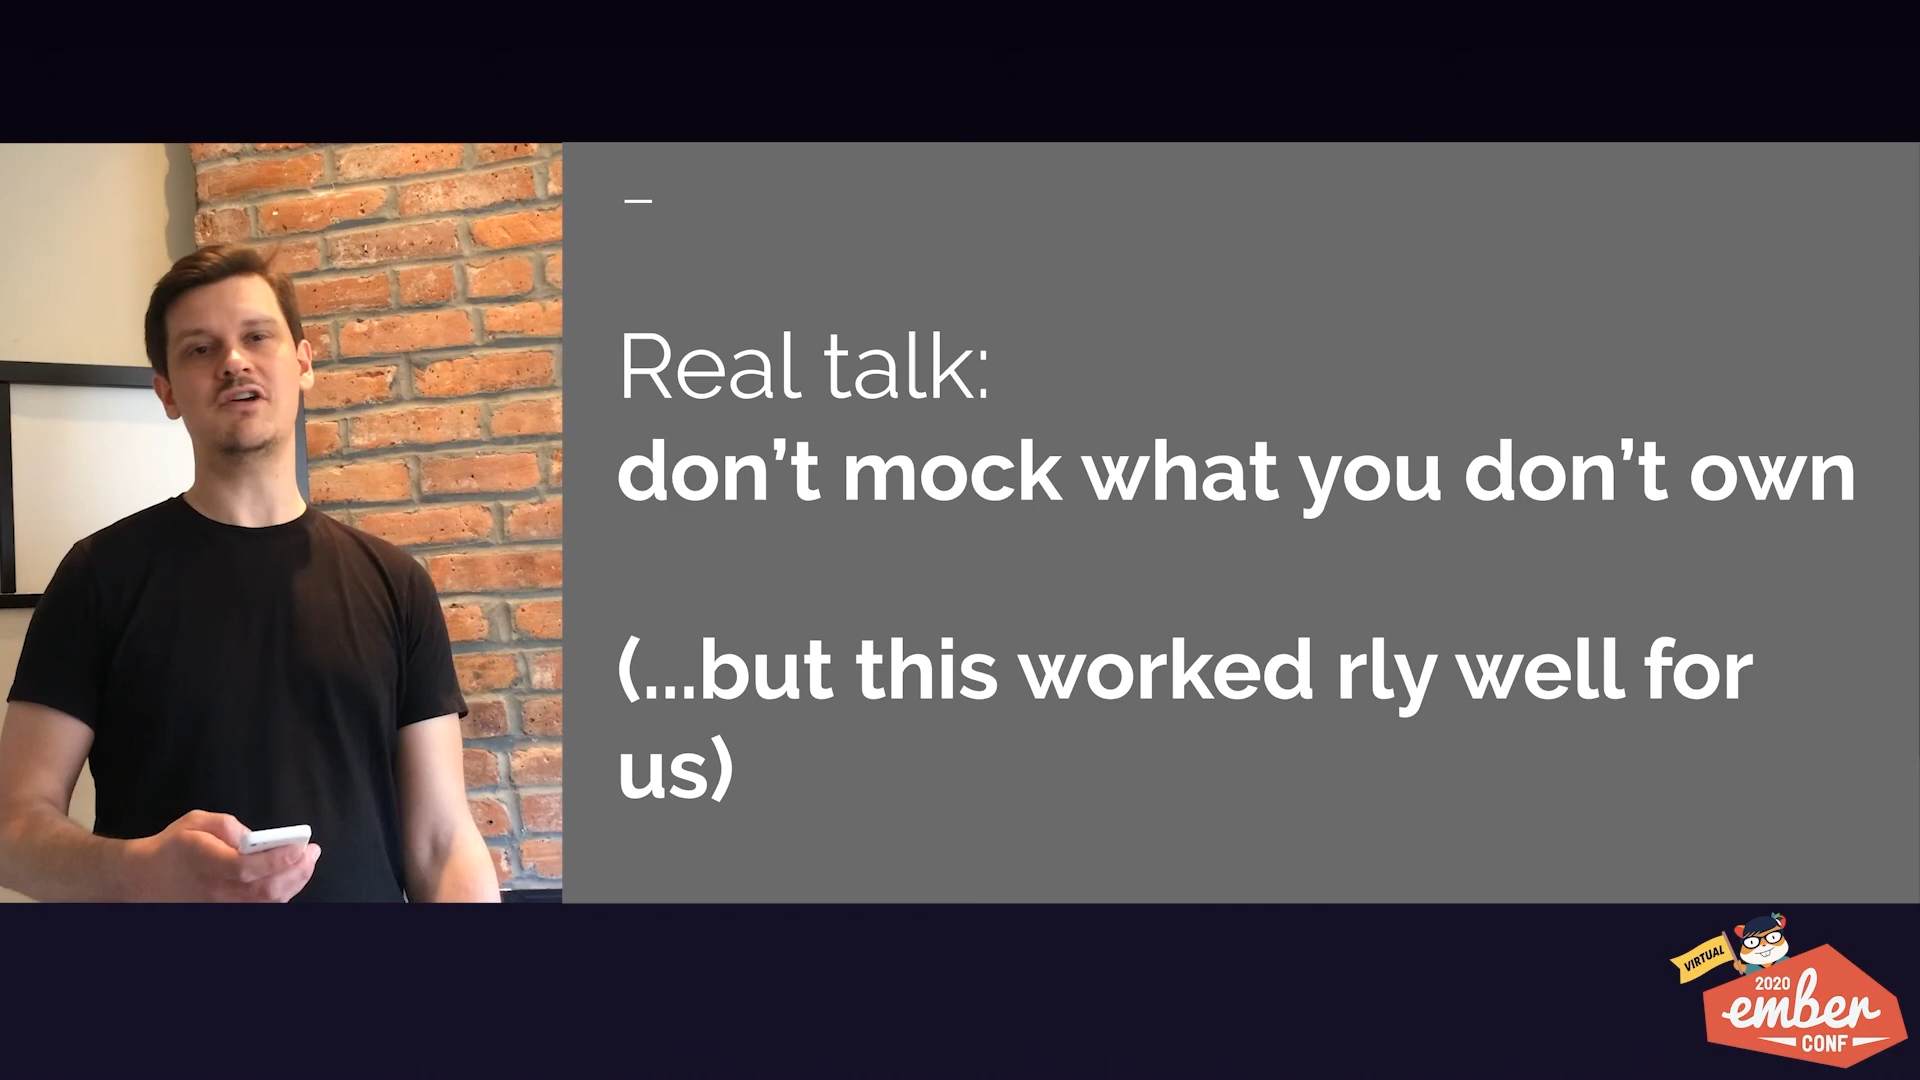 Real talk:
don’t mock what you don’t own
(...but this worked rly well for
us)
VIRTUAL
2020
ember
CONF